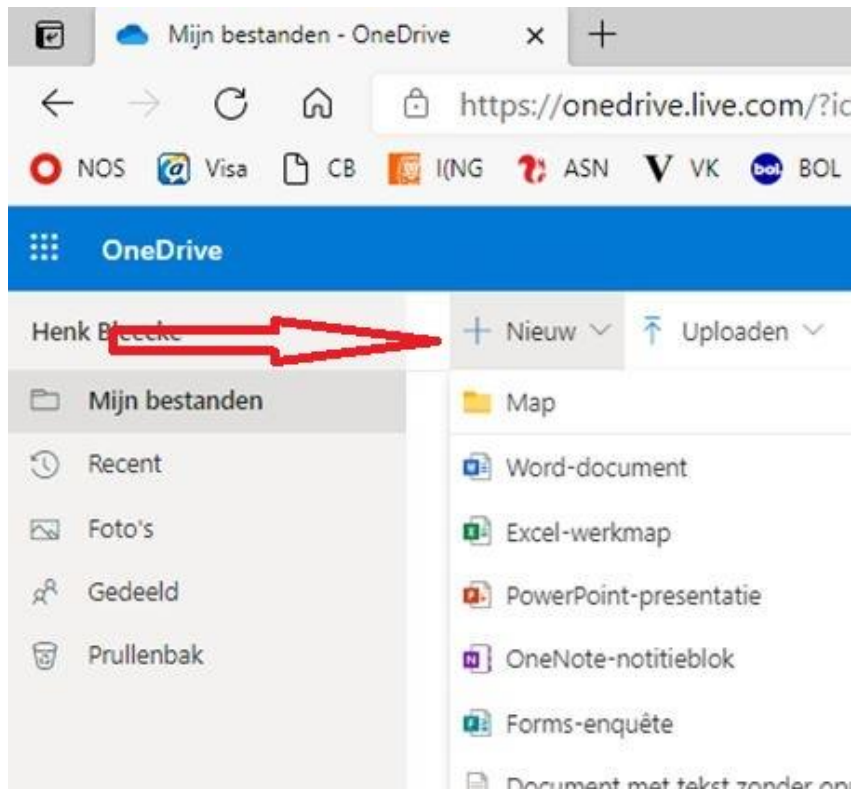 Mijn bestanden - OneDrive
https://onedrive.live.com/?ic
NOS Visa CB I(NG ASN V VK bol. BOL
OneDrive
Henk
Nieuw Uploaden
Mijn bestanden
Map
Recent
Word-document
Foto's
Excel-werkmap
Gedeeld
PowerPoint-presentatie
Prullenbak
OneNote-notitieblok
Forms-enquête
Document met tekst zonder